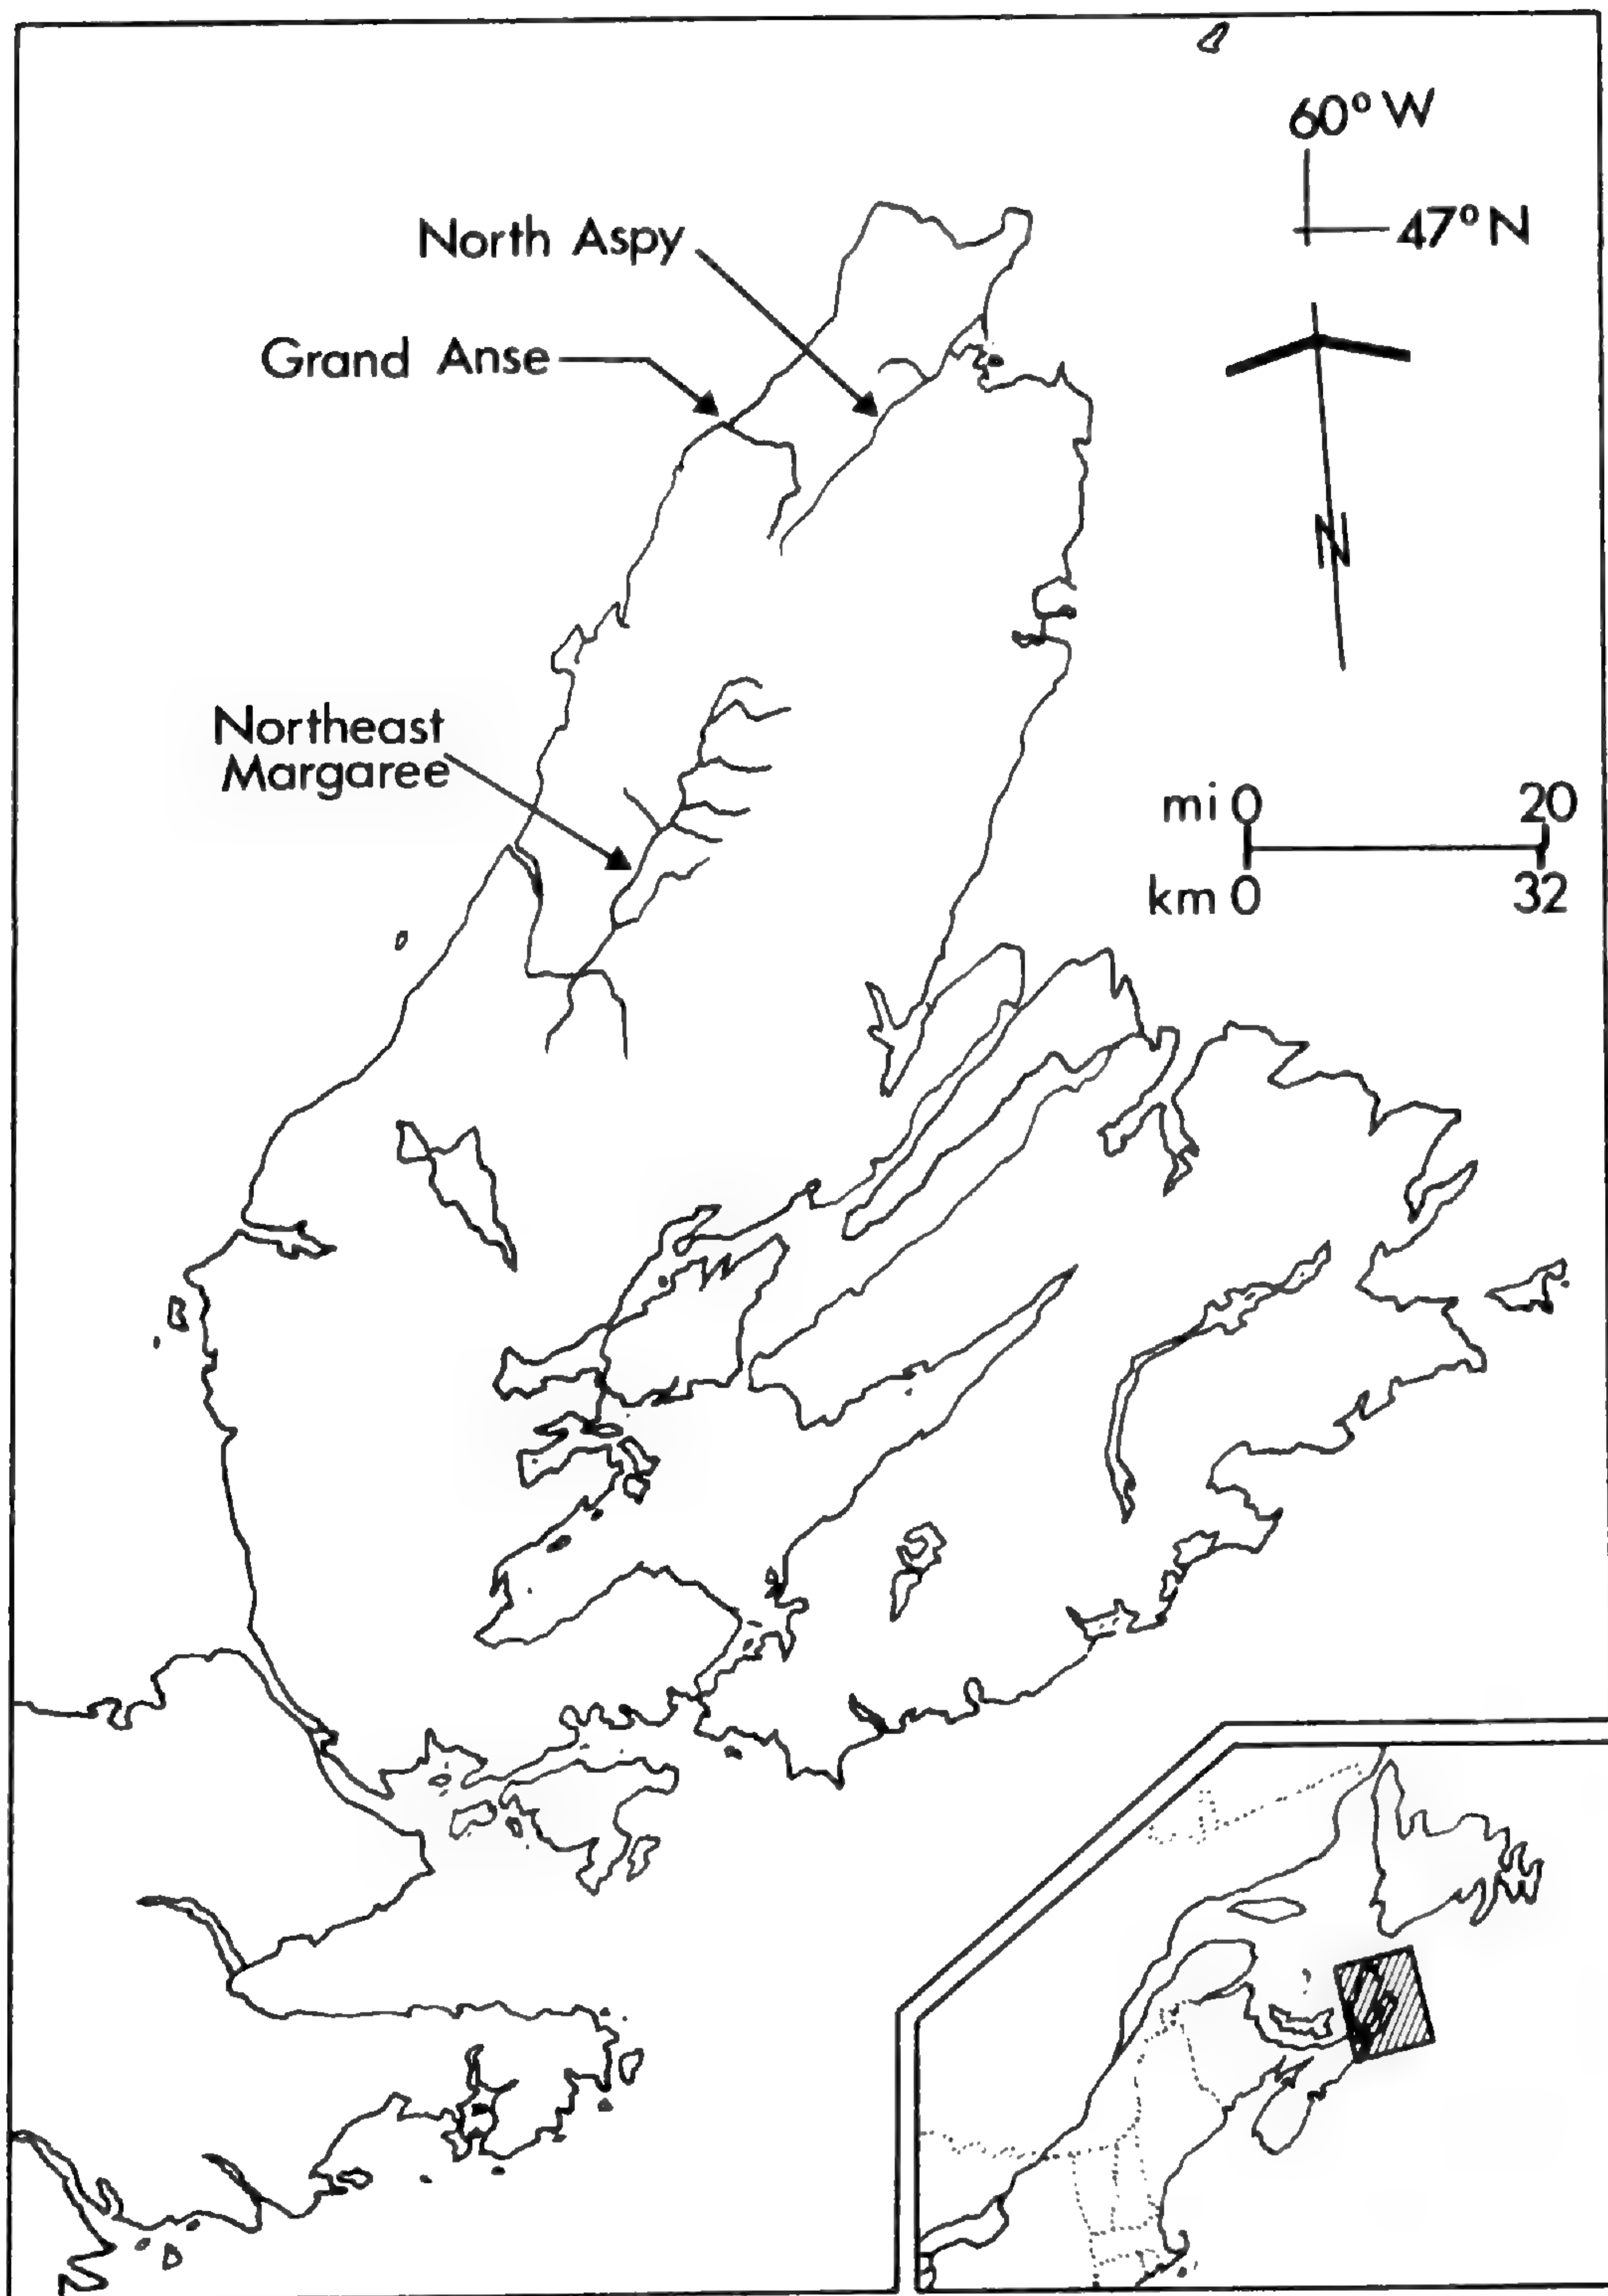 60° W
47° N
North Aspy
Grand Anse
N
Northeast
Margaree
mi 0 20
km 0 32